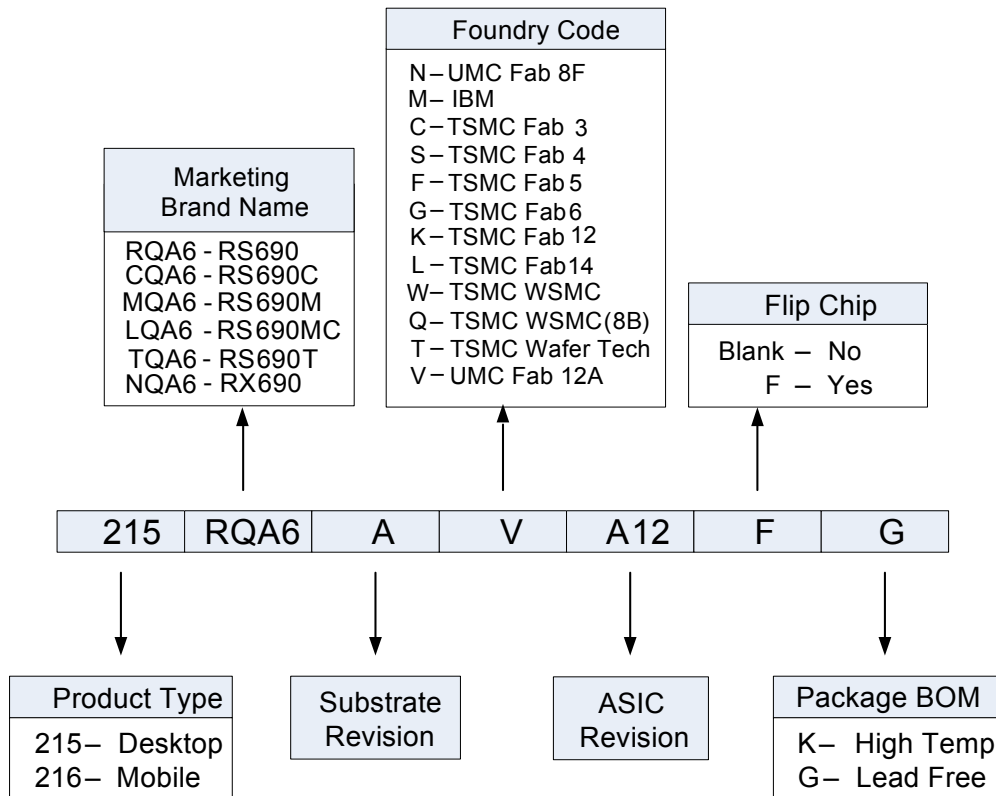 Foundry Code
N– UMC Fab 8F
M– IBM
C– TSMC Fab 3
S– TSMC Fab 4
F– TSMC Fab 5
G– TSMC Fab 6
K– TSMC Fab 12
L– TSMC Fab 14
W– TSMC WSMC
Q– TSMC WSMC(8B)
T– TSMC Wafer Tech
V– UMC Fab 12A
Marketing
Brand Name
RQA6 - RS690
CQA6 - RS690C
MQA6 - RS690M
LQA6 - RS690MC
TQA6 - RS690T
NQA6 - RX690
Flip Chip
Blank – No
F – Yes
215 RQA6 A V A12 F G
Product Type
215– Desktop
216– Mobile
Substrate
Revision
ASIC
Revision
Package BOM
K– High Temp
G– Lead Free